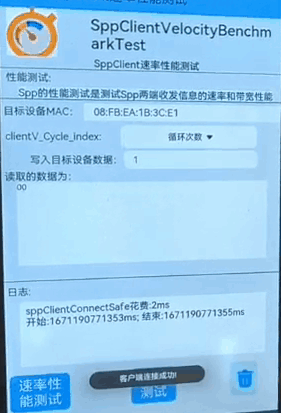 SppClientVelocityBenchm
arkTest
SppClient速率性能测试
性能测试:
Spp的性能测试是测试Spp两端收发信息的速率和带宽性能
目标设备MAC: 08:FB:EA:1B:3C:E1
clientV_Cycle_index: 循环次数
写入目标设备数据: 1
读取的数据为:
00
日志:
sppClientConnectSafe花费:2ms
开始:1671190771353ms; 结束:1671190771355ms
客户端连接成功!
速率性
能测试
测试